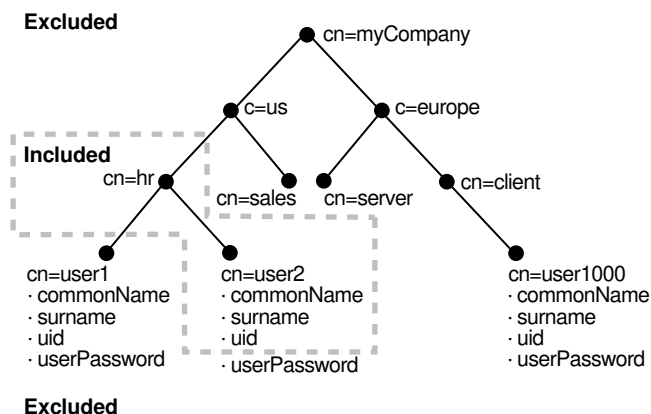 Excluded
cn=myCompany
c=us
c=europe
Included
cn=hr
cn=sales
cn=server
cn=client
cn=user1
· commonName
· surname
· uid
· userPassword
cn=user2
· commonName
· surname
· uid
· userPassword
cn=user1000
· commonName
· surname
· uid
· userPassword
Excluded